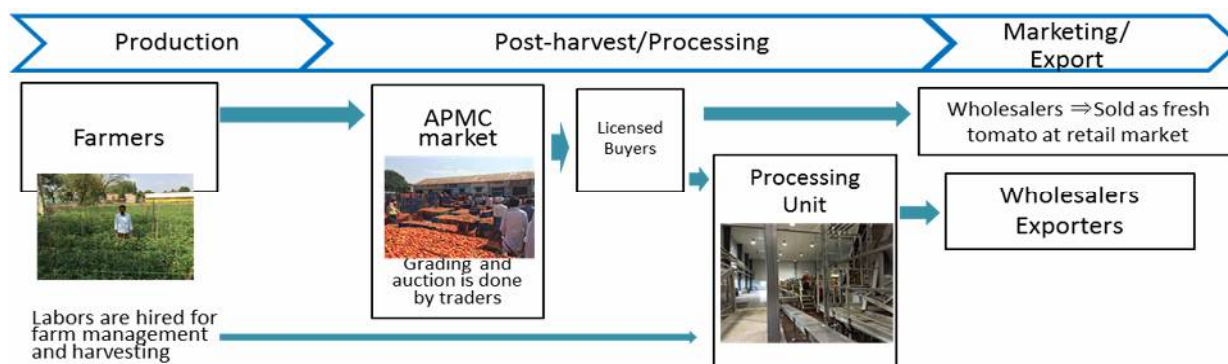 Production
Post-harvest/Processing
Marketing/
Export
Farmers
APMC
market
Licensed
Buyers
Wholesalers ⇒Sold as fresh
tomato at retail market
Processing
Unit
Wholesalers
Exporters
Grading and
auction is done
by traders
Labors are hired for
farm management
and harvesting